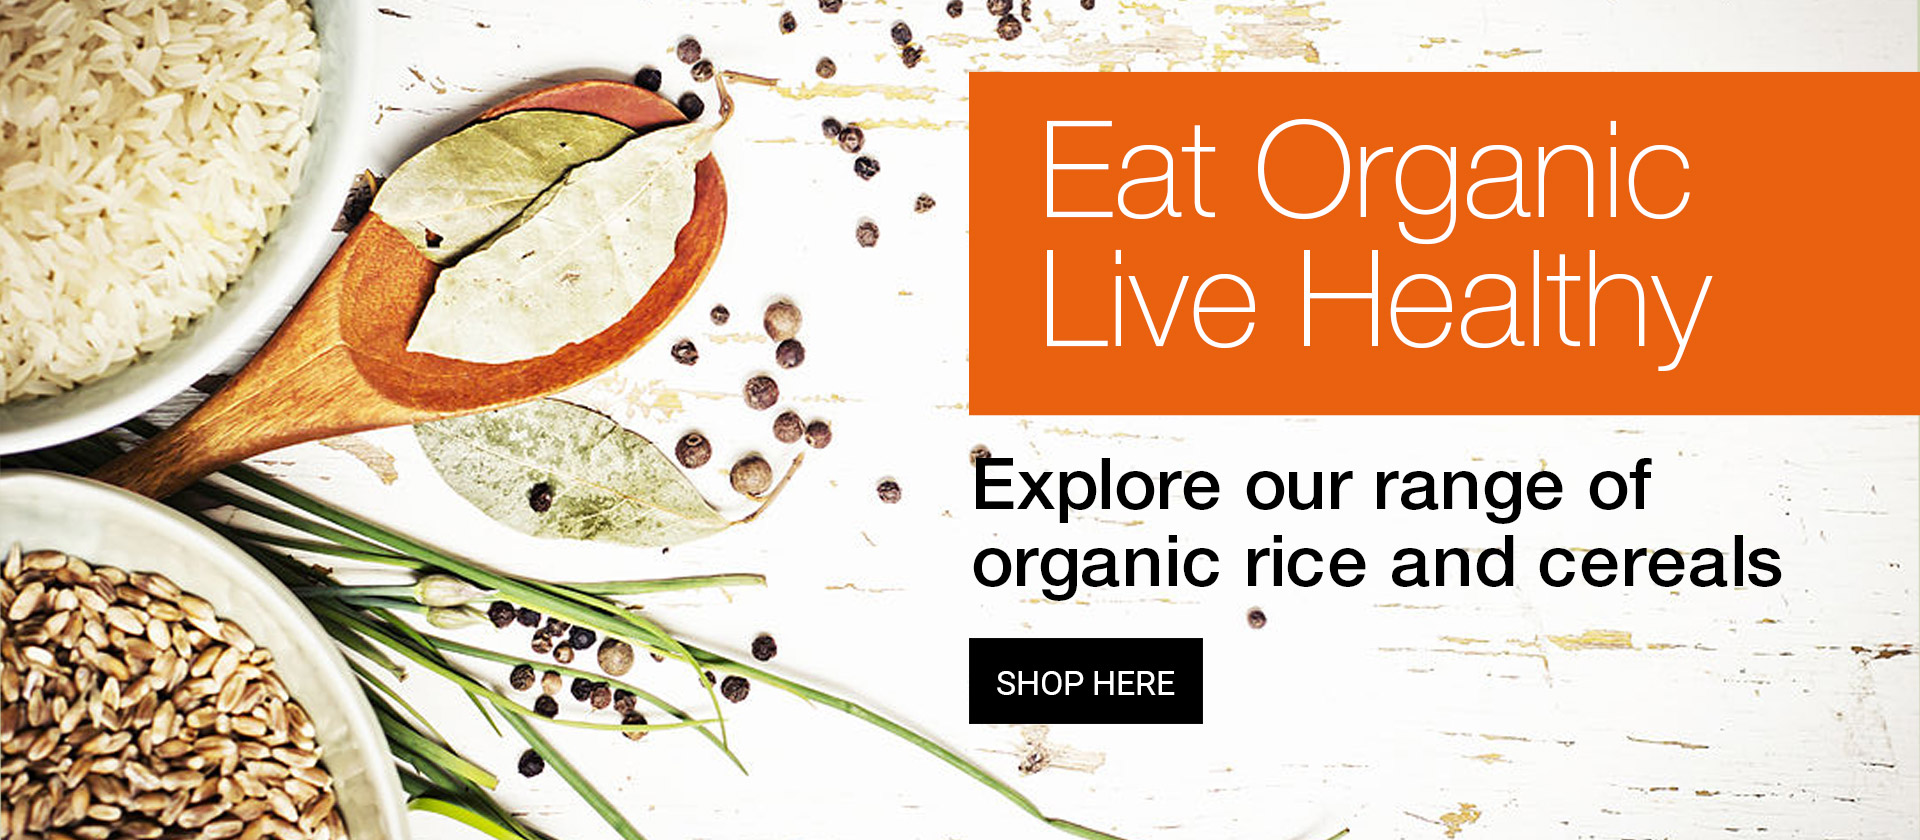 Eat Organic
Live Healthy
Explore our range of
organic rice and cereals
SHOP HERE